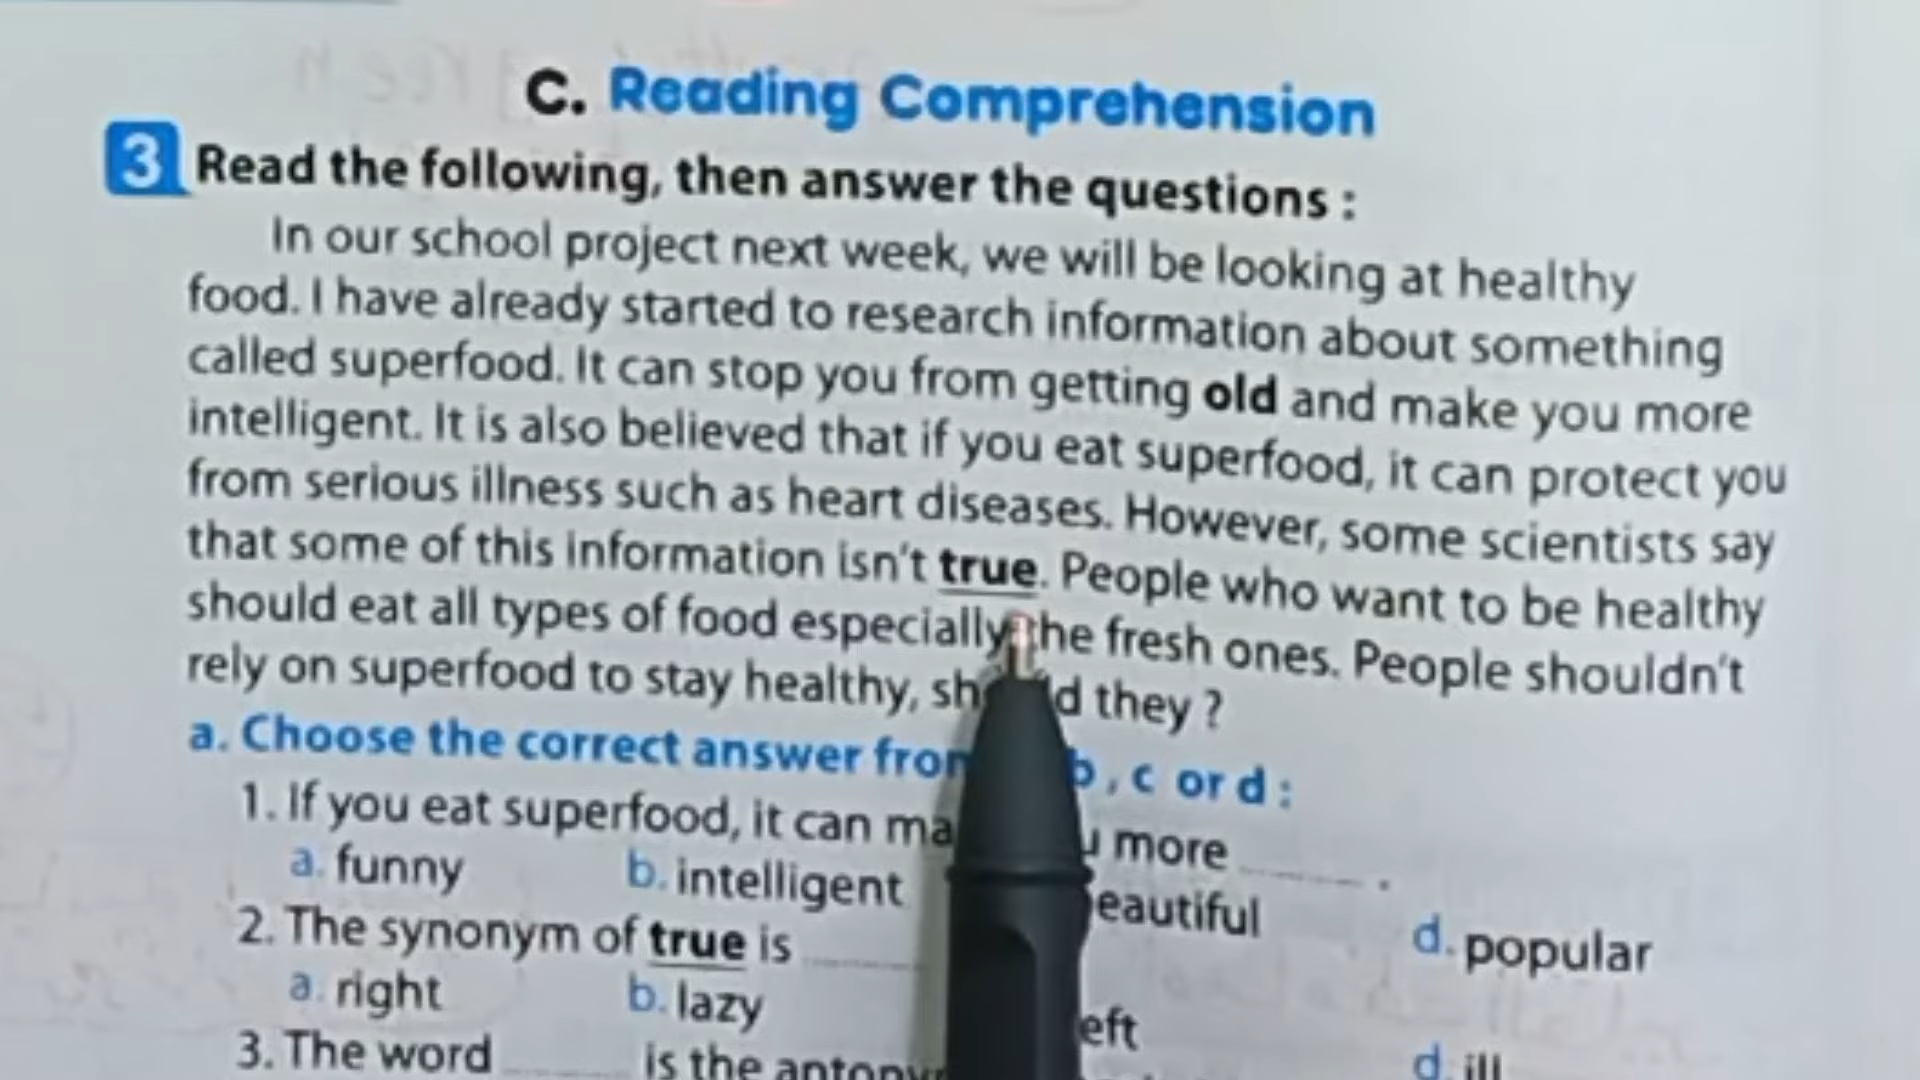 C. Reading Comprehension
3 Read the following, then answer the questions :
In our school project next week, we will be looking at healthy
food. I have already started to research information about something
called superfood. It can stop you from getting old and make you more
intelligent. It is also believed that if you eat superfood, it can protect you
from serious illness such as heart diseases. However, some scientists say
that some of this information isn't true. People who want to be healthy
should eat all types of food especially the fresh ones. People shouldn't
rely on superfood to stay healthy, they ?
a. Choose the correct answer b , c or d :
1. If you eat superfood, it can more ........ .
a. funny b. intelligent d. popular
2. The synonym of true is ........
a. right b. lazy d. ill
3. The word ........ is the